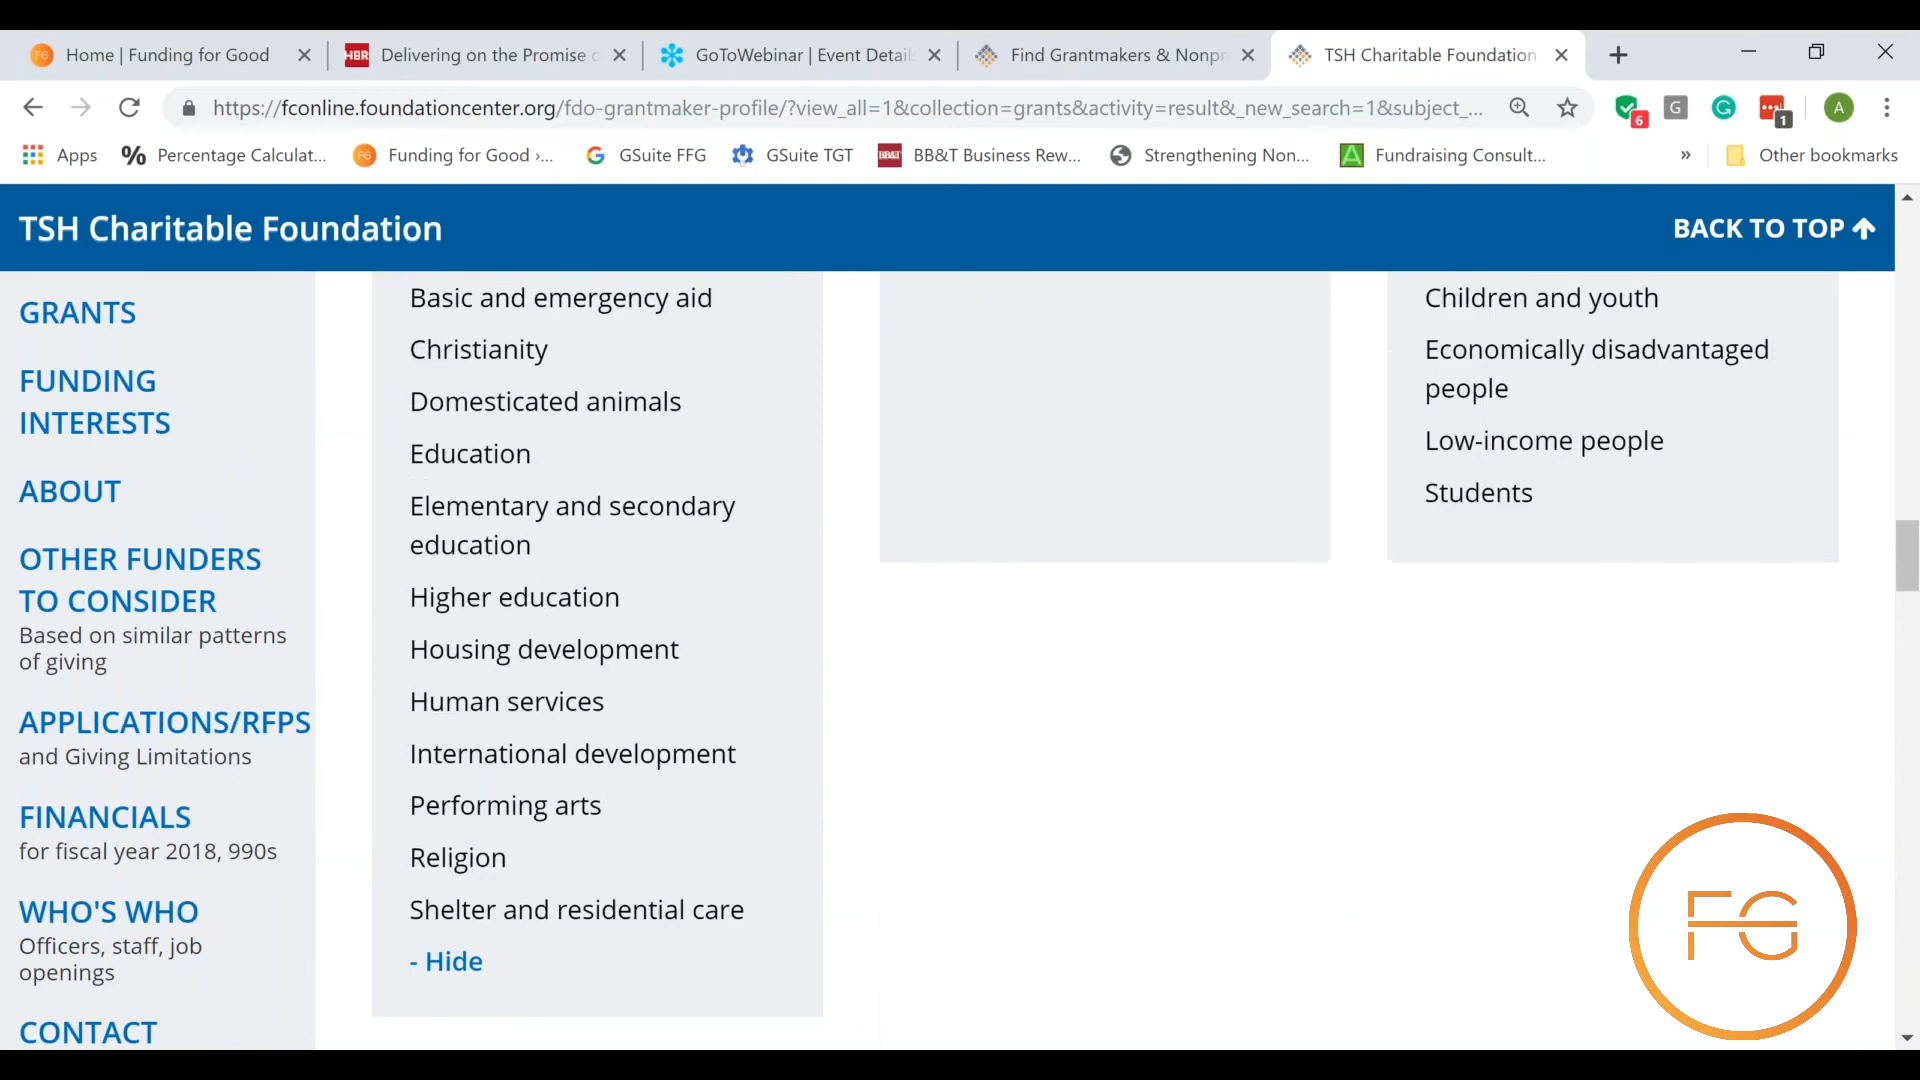 Home | Funding for Good
HBR Delivering on the Promise
GoToWebinar | Event Detail
Find Grantmakers & Nonpr
TSH Charitable Foundation
https://fconline.foundationcenter.org/fdo-grantmaker-profile/?view_all=1&collection=grants&activity=result&_new_search=1&subject_...
6
G
G
1
A
Apps
% Percentage Calculat...
FG Funding for Good ›...
G GSuite FFG
GSuite TGT
BB&T BB&T Business Rew...
Strengthening Non...
A Fundraising Consult...
»
Other bookmarks
TSH Charitable Foundation
BACK TO TOP
GRANTS
FUNDING
INTERESTS
ABOUT
OTHER FUNDERS
TO CONSIDER
Based on similar patterns
of giving
APPLICATIONS/RFPS
and Giving Limitations
FINANCIALS
for fiscal year 2018, 990s
WHO'S WHO
Officers, staff, job
openings
CONTACT
Basic and emergency aid
Christianity
Domesticated animals
Education
Elementary and secondary
education
Higher education
Housing development
Human services
International development
Performing arts
Religion
Shelter and residential care
- Hide
Children and youth
Economically disadvantaged
people
Low-income people
Students
FG